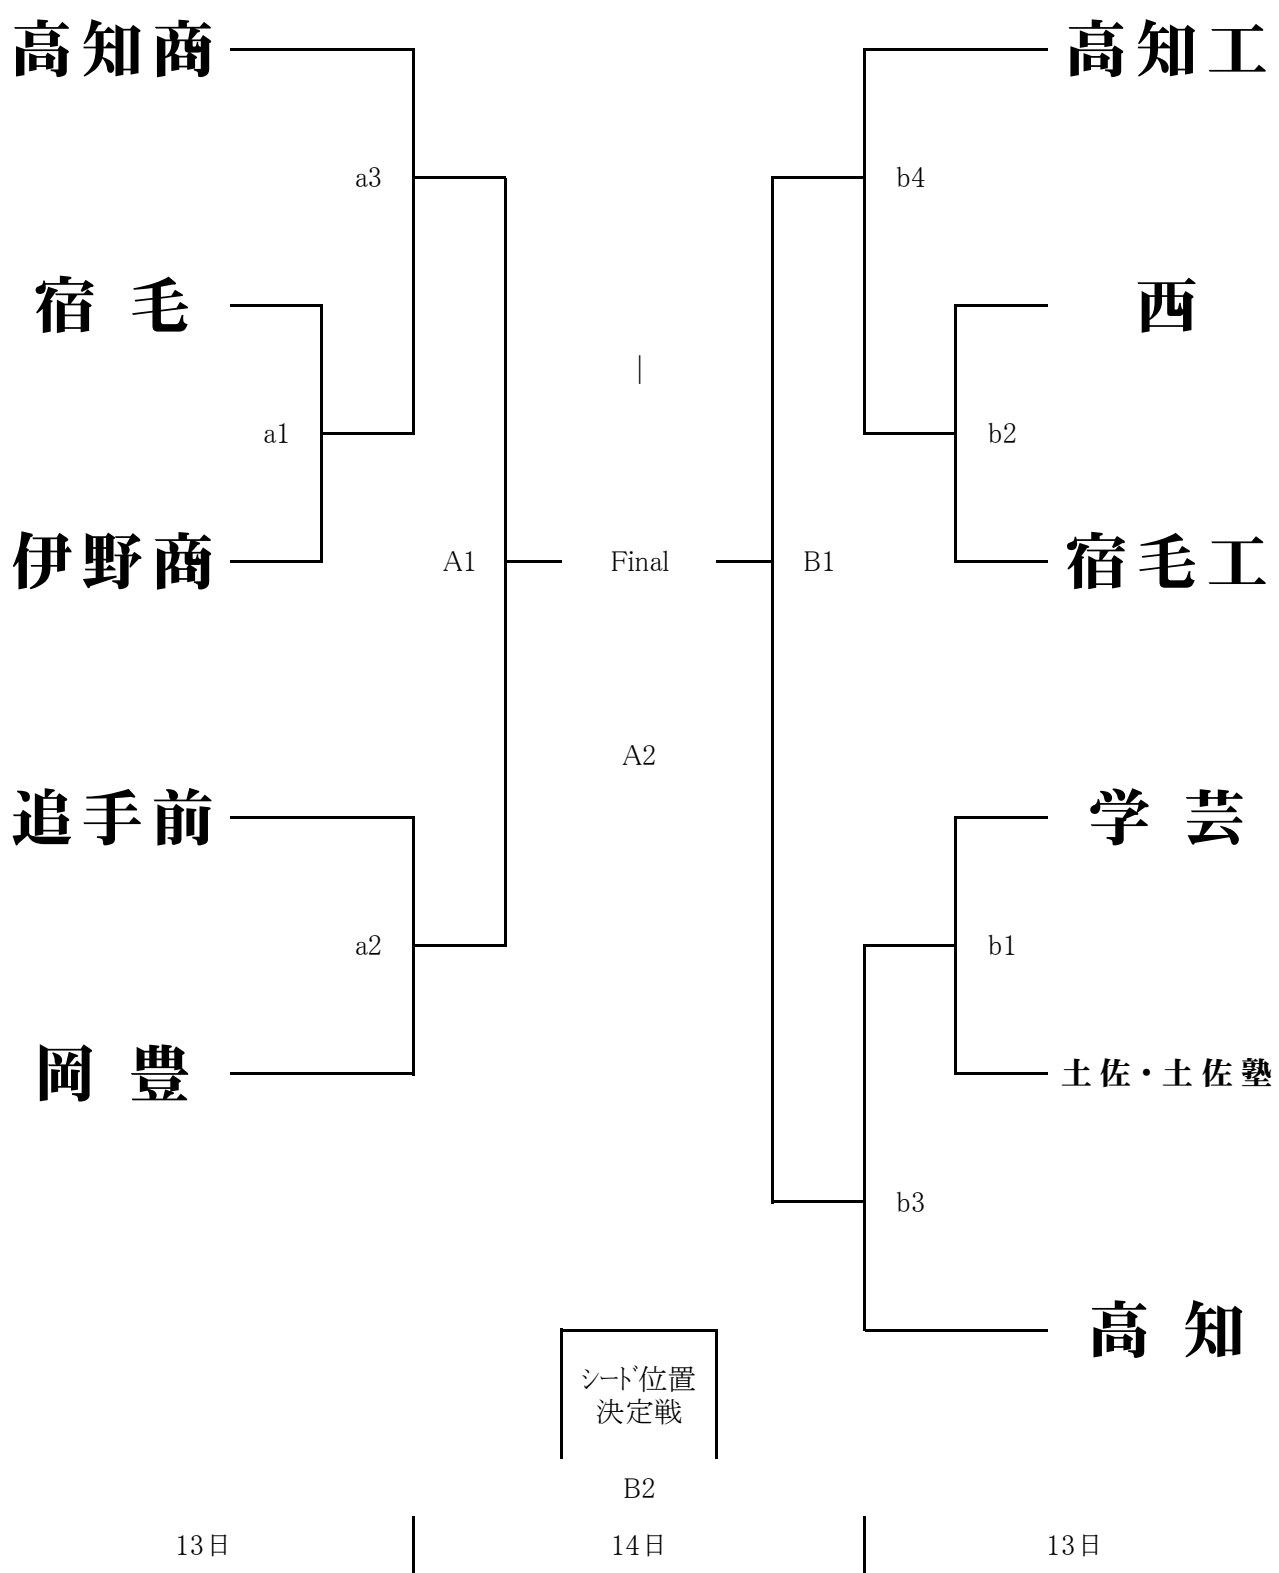 高知商
高知工
a3
b4
宿毛
西
｜
a1
b2
伊野商
A1
Final
B1
宿毛工
A2
追手前
学芸
a2
b1
岡豊
土佐・土佐塾
b3
高知
ｼｰﾄﾞ位置
決定戦
B2
13日
14日
13日